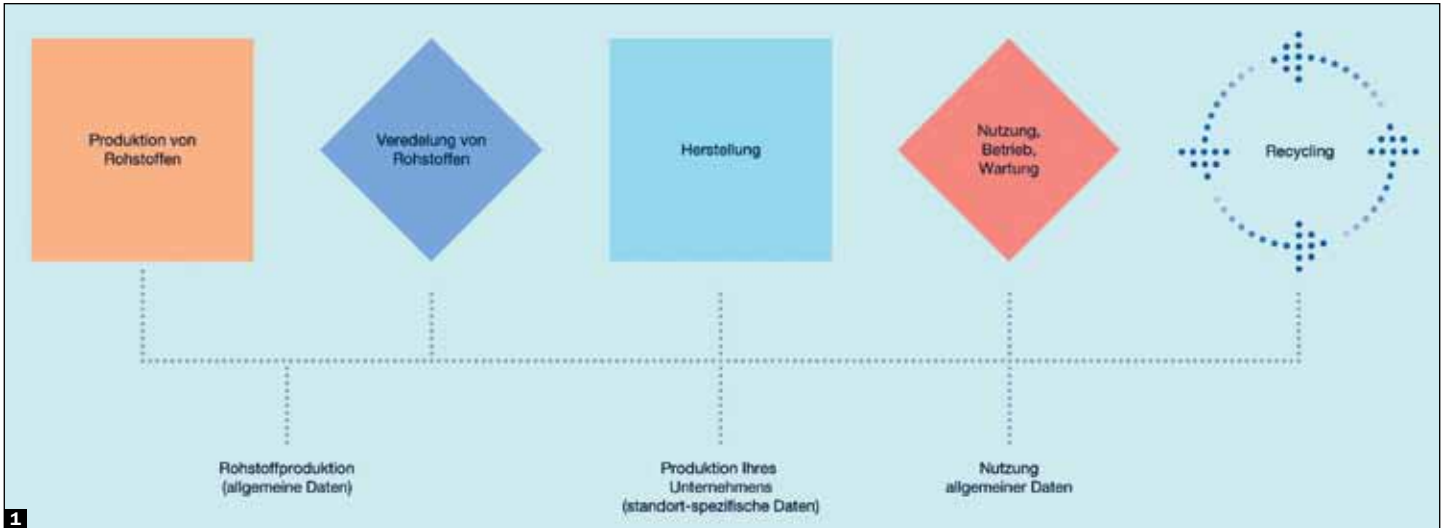 Produktion von
Rohstoffen
Veredelung von
Rohstoffen
Herstellung
Nutzung,
Betrieb,
Wartung
Recycling
Rohstoffproduktion
(allgemeine Daten)
Produktion Ihres
Unternehmens
(standort-spezifische Daten)
Nutzung
allgemeiner Daten
1